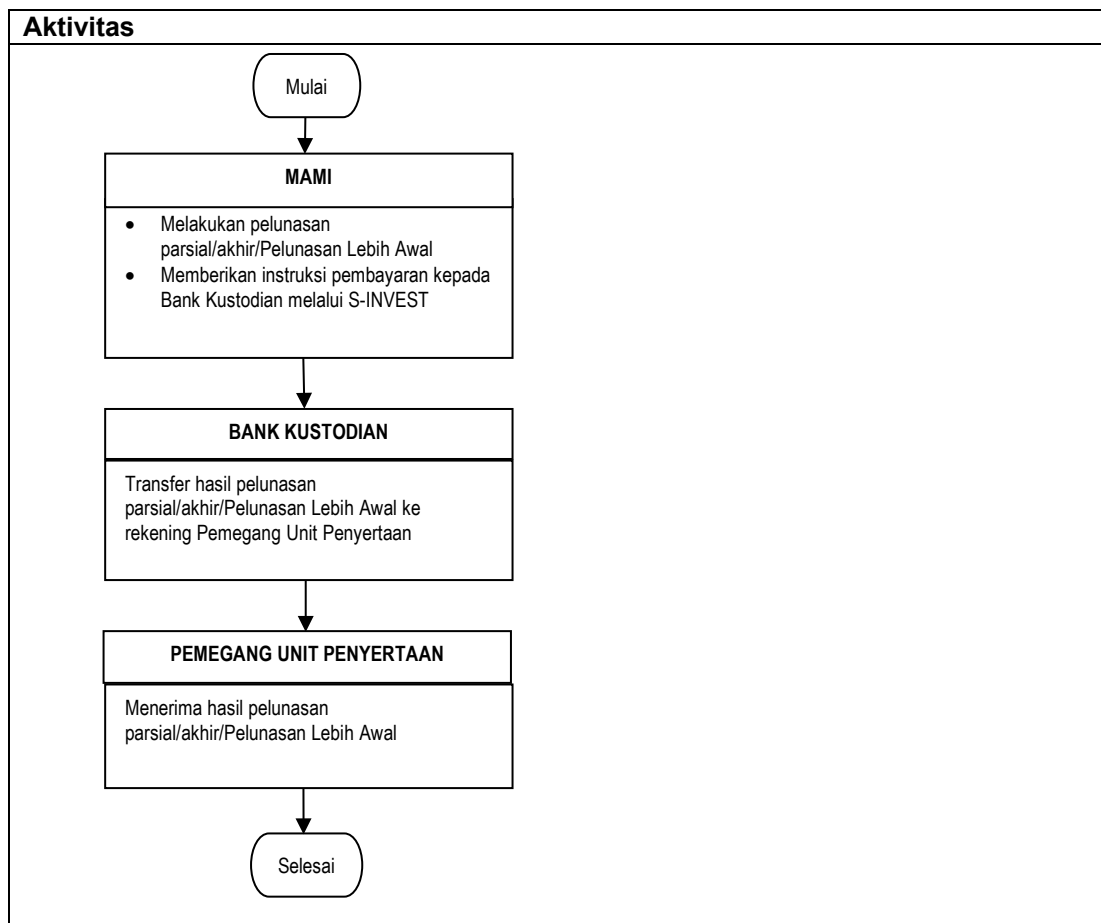 Aktivitas
Mulai
MAMI
• Melakukan pelunasan
parsial/akhir/Pelunasan Lebih Awal
• Memberikan instruksi pembayaran kepada
Bank Kustodian melalui S-INVEST
BANK KUSTODIAN
Transfer hasil pelunasan
parsial/akhir/Pelunasan Lebih Awal ke
rekening Pemegang Unit Penyertaan
PEMEGANG UNIT PENYERTAAN
Menerima hasil pelunasan
parsial/akhir/Pelunasan Lebih Awal
Selesai